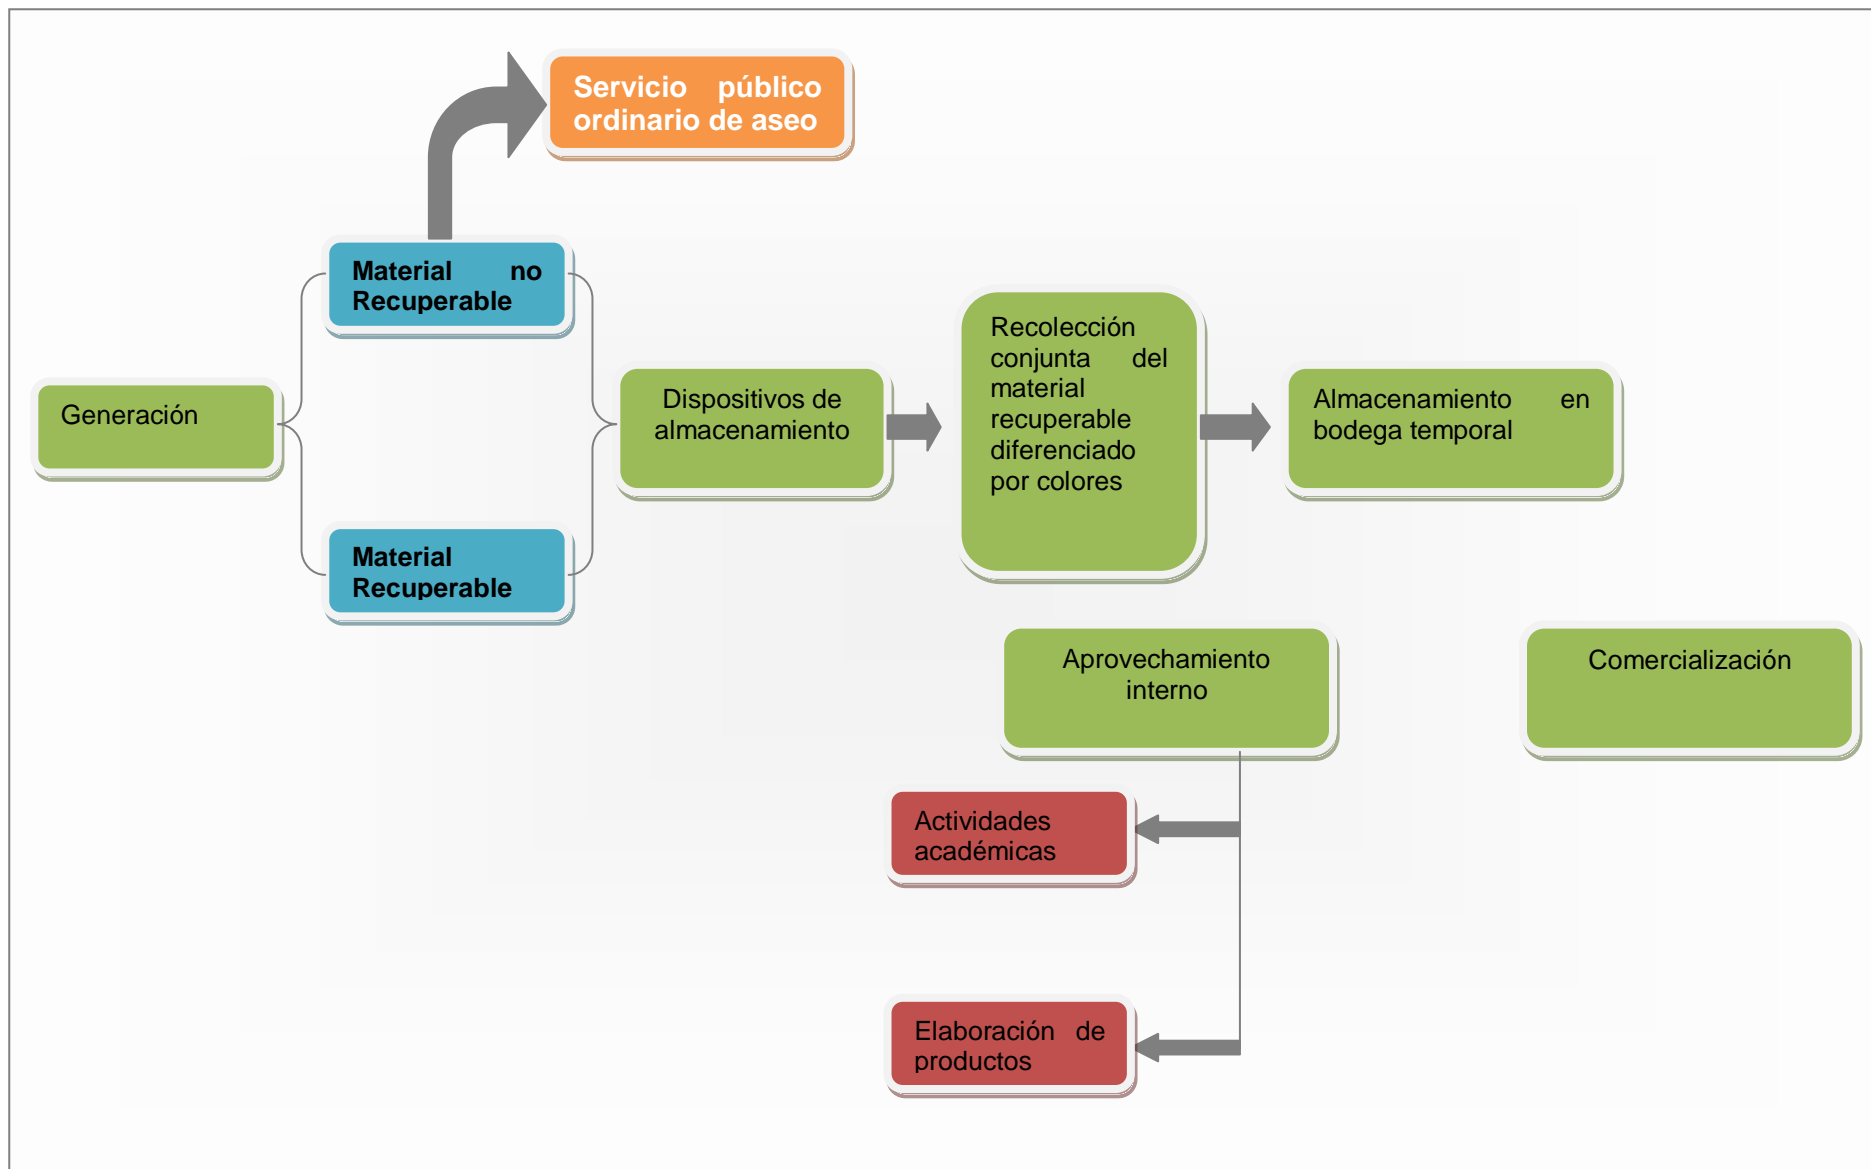 Servicio público
ordinario de aseo
Material no
Recuperable
Generación
Dispositivos de
almacenamiento
Recolección
conjunta del
material
recuperable
diferenciado
por colores
Almacenamiento en
bodega temporal
Material
Recuperable
Aprovechamiento
interno
Comercialización
Actividades
académicas
Elaboración de
productos